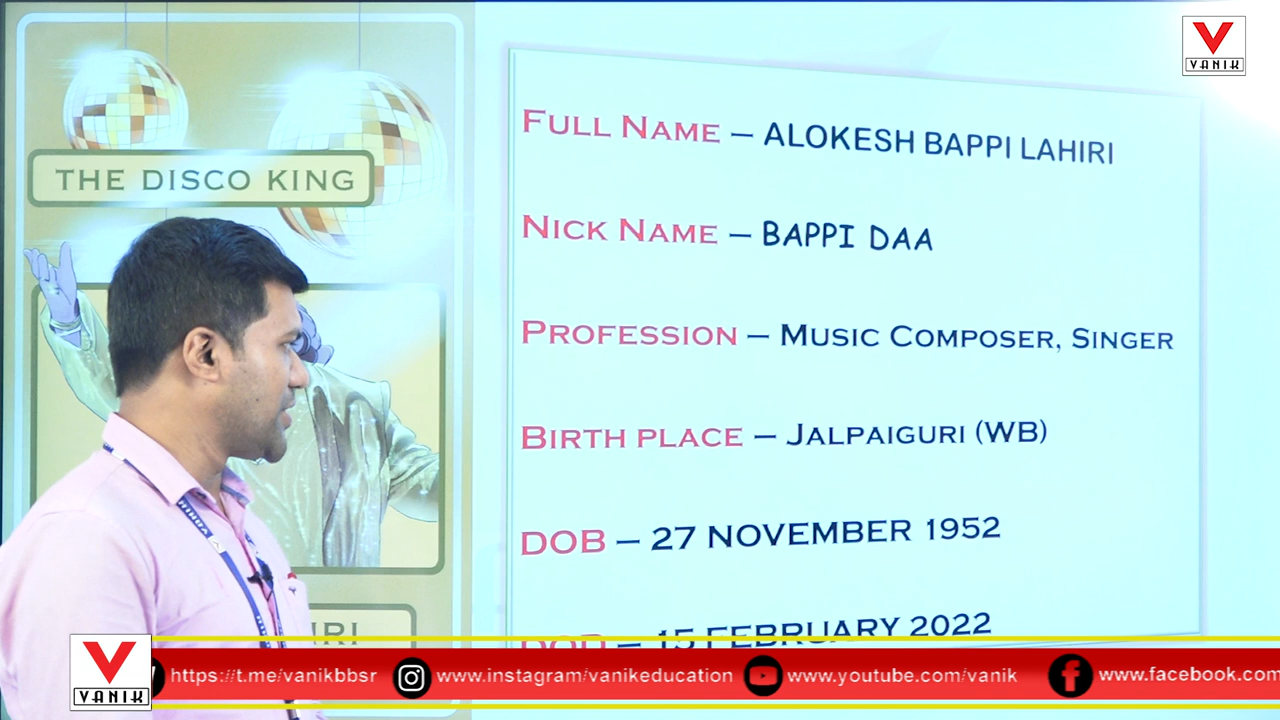 VANIK
THE DISCO KING
FULL NAME – ALOKESH BAPPI LAHIRI
NICK NAME – BAPPI DAA
PROFESSION – MUSIC COMPOSER, SINGER
BIRTH PLACE – JALPAIGURI (WB)
DOB – 27 NOVEMBER 1952
DOD – 15 FEBRUARY 2022
VANIK
https://t.me/vanikbbsr
www.instagram/vanikeducation
www.youtube.com/vanik
www.facebook.com